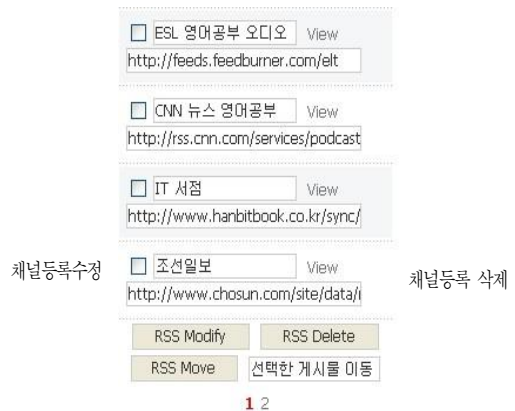 ESL 영어공부 오디오 View
http://feeds.feedburner.com/elt
CNN 뉴스 영어공부 View
http://rss.cnn.com/services/podcast
IT 서점 View
http://www.hanbitbook.co.kr/sync/
채널등록수정
조선일보 View
채널등록 삭제
http://www.chosun.com/site/data/
RSS Modify RSS Delete
RSS Move 선택한 게시물 이동
1 2